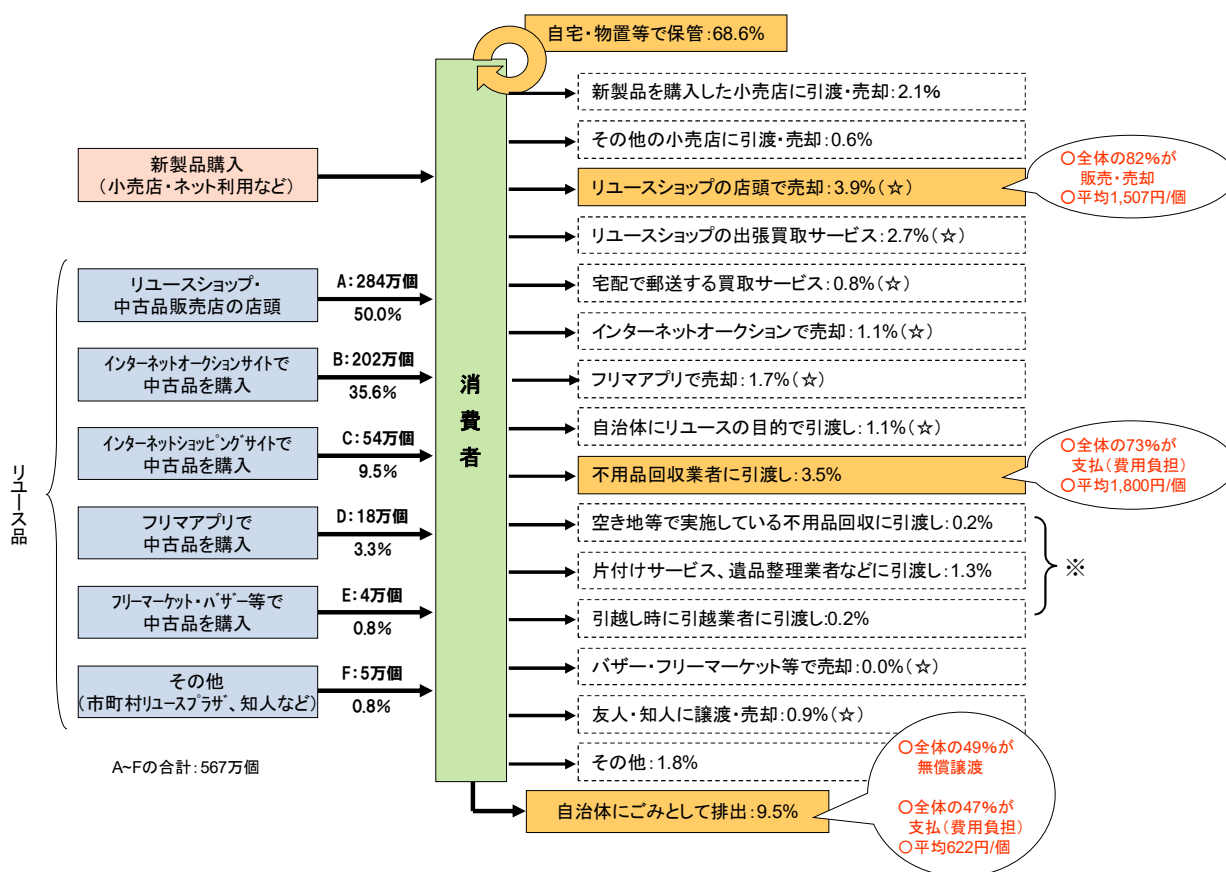 自宅・物置等で保管:68.6%
新製品を購入した小売店に引渡・売却:2.1%
その他の小売店に引渡・売却:0.6%
新製品購入
(小売店・ネット利用など)
リユースショップの店頭で売却:3.9%(☆)
○全体の82%が
販売・売却
○平均1,507円/個
リユースショップの出張買取サービス:2.7%(☆)
リユース品
リユースショップ・
中古品販売店の店頭
A:284万個
50.0%
宅配で郵送する買取サービス:0.8%(☆)
インターネットオークションで売却:1.1%(☆)
インターネットオークションサイトで
中古品を購入
B:202万個
35.6%
消費者
フリマアプリで売却:1.7%(☆)
自治体にリユースの目的で引渡し:1.1%(☆)
インターネットショッピングサイトで
中古品を購入
C:54万個
9.5%
不用品回収業者に引渡し:3.5%
○全体の73%が
支払(費用負担)
○平均1,800円/個
フリマアプリで
中古品を購入
D:18万個
3.3%
空き地等で実施している不用品回収に引渡し:0.2%
片付けサービス、遺品整理業者などに引渡し:1.3%
※
フリーマーケット・バザー等で
中古品を購入
E:4万個
0.8%
引越し時に引越業者に引渡し:0.2%
バザー・フリーマーケット等で売却:0.0%(☆)
その他
(市町村リユースプラザ、知人など)
F:5万個
0.8%
友人・知人に譲渡・売却:0.9%(☆)
その他:1.8%
A~Fの合計:567万個
自治体にごみとして排出:9.5%
○全体の49%が
無償譲渡
○全体の47%が
支払(費用負担)
○平均622円/個